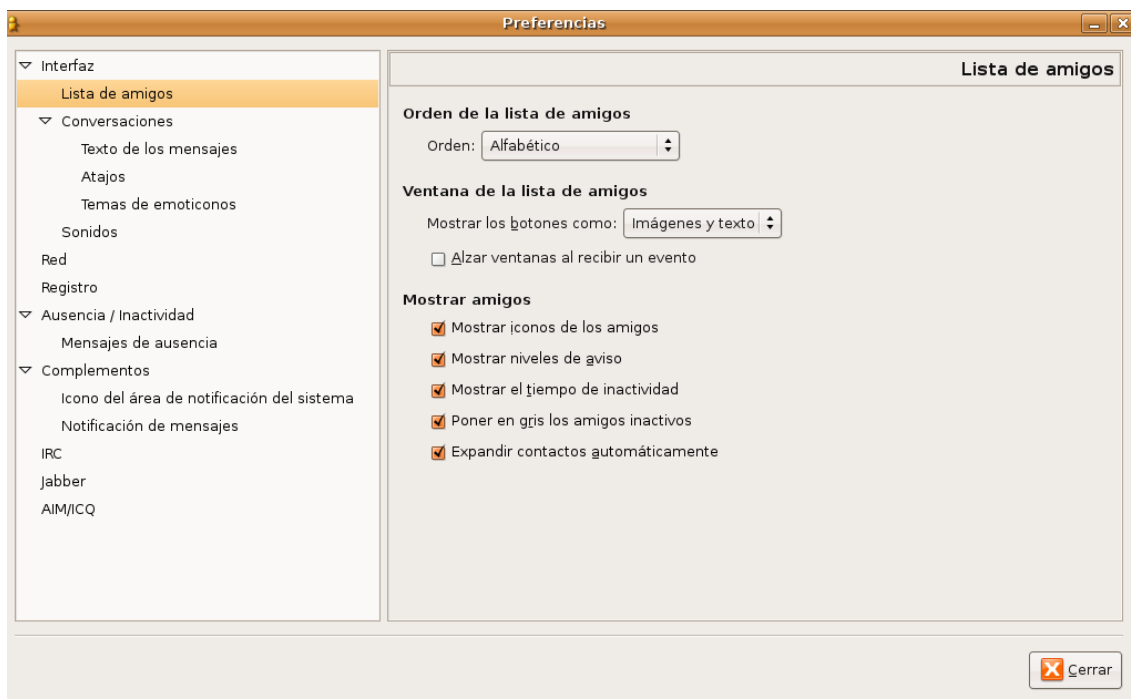 Preferencias
Interfaz
Lista de amigos
Conversaciones
Texto de los mensajes
Atajos
Temas de emoticonos
Sonidos
Red
Registro
Ausencia / Inactividad
Mensajes de ausencia
Complementos
Icono del área de notificación del sistema
Notificación de mensajes
IRC
Jabber
AIM/ICQ
Lista de amigos
Orden de la lista de amigos
Orden: Alfabético
Ventana de la lista de amigos
Mostrar los botones como: Imágenes y texto
Alzar ventanas al recibir un evento
Mostrar amigos
Mostrar iconos de los amigos
Mostrar niveles de aviso
Mostrar el tiempo de inactividad
Poner en gris los amigos inactivos
Expandir contactos automáticamente
Cerrar